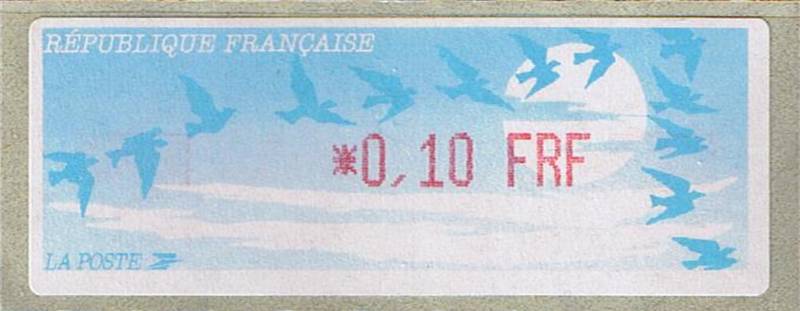 RÉPUBLIQUE FRANÇAISE
*0,10 FRF
LA POSTE